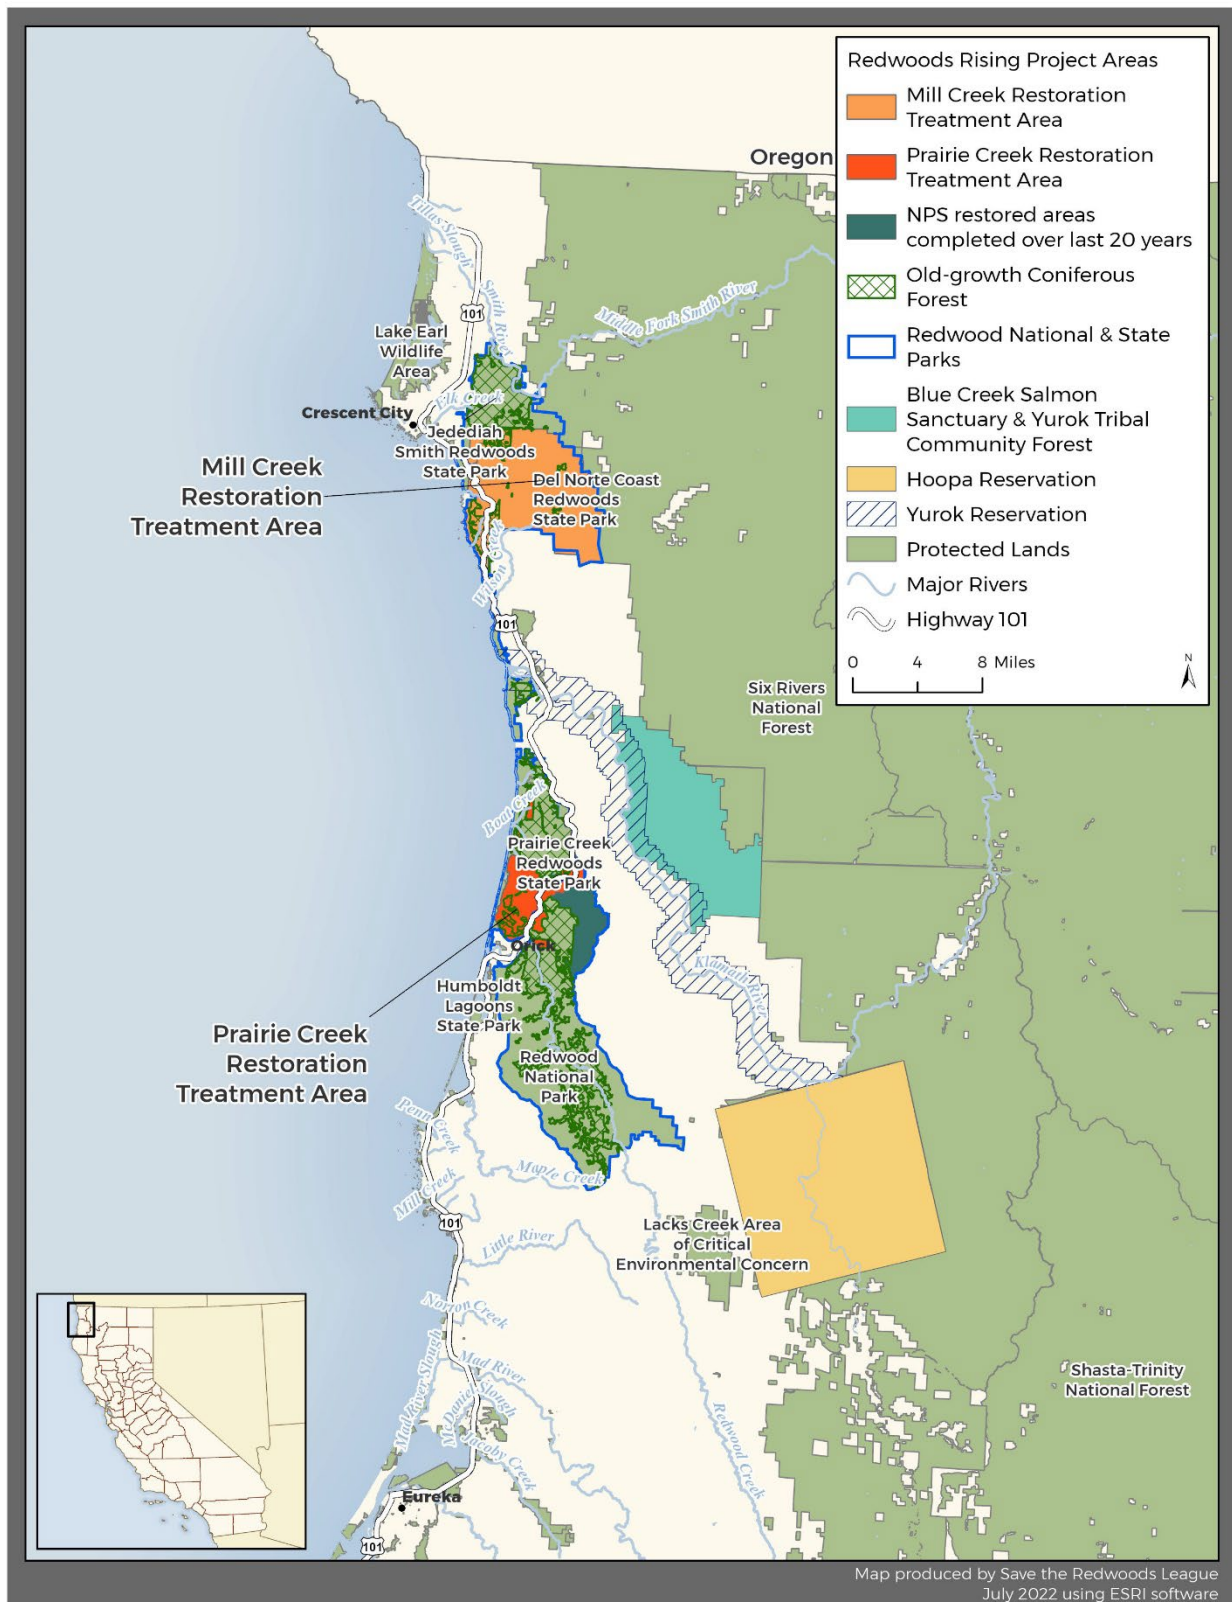 Redwoods Rising Project Areas
Mill Creek Restoration
Treatment Area
Prairie Creek Restoration
Treatment Area
NPS restored areas
completed over last 20 years
Old-growth Coniferous
Forest
Redwood National & State
Parks
Blue Creek Salmon
Sanctuary & Yurok Tribal
Community Forest
Hoopa Reservation
Yurok Reservation
Protected Lands
Major Rivers
Highway 101
0 4 8 Miles
N
Oregon
Tillas Slough
Smith River
101
Middle Fork Smith River
Lake Earl
Wildlife
Area
Elk Creek
Crescent City
Jedediah
Smith Redwoods
State Park
Mill Creek
Restoration
Treatment Area
Del Norte Coast
Redwoods
State Park
Wilson Creek
101
Six Rivers
National
Forest
Boat Creek
Prairie Creek
Redwoods
State Park
Orick
Klamath River
Humboldt
Lagoons
State Park
Prairie Creek
Restoration
Treatment Area
Redwood
National
Park
Penn Creek
Maple Creek
Mill Creek
101
Little River
Lacks Creek Area
of Critical
Environmental Concern
Norton Creek
Mad River
Mad River Slough
McDaniel Slough
Jacoby Creek
Redwood Creek
Shasta-Trinity
National Forest
Eureka
101
Map produced by Save the Redwoods League
July 2022 using ESRI software